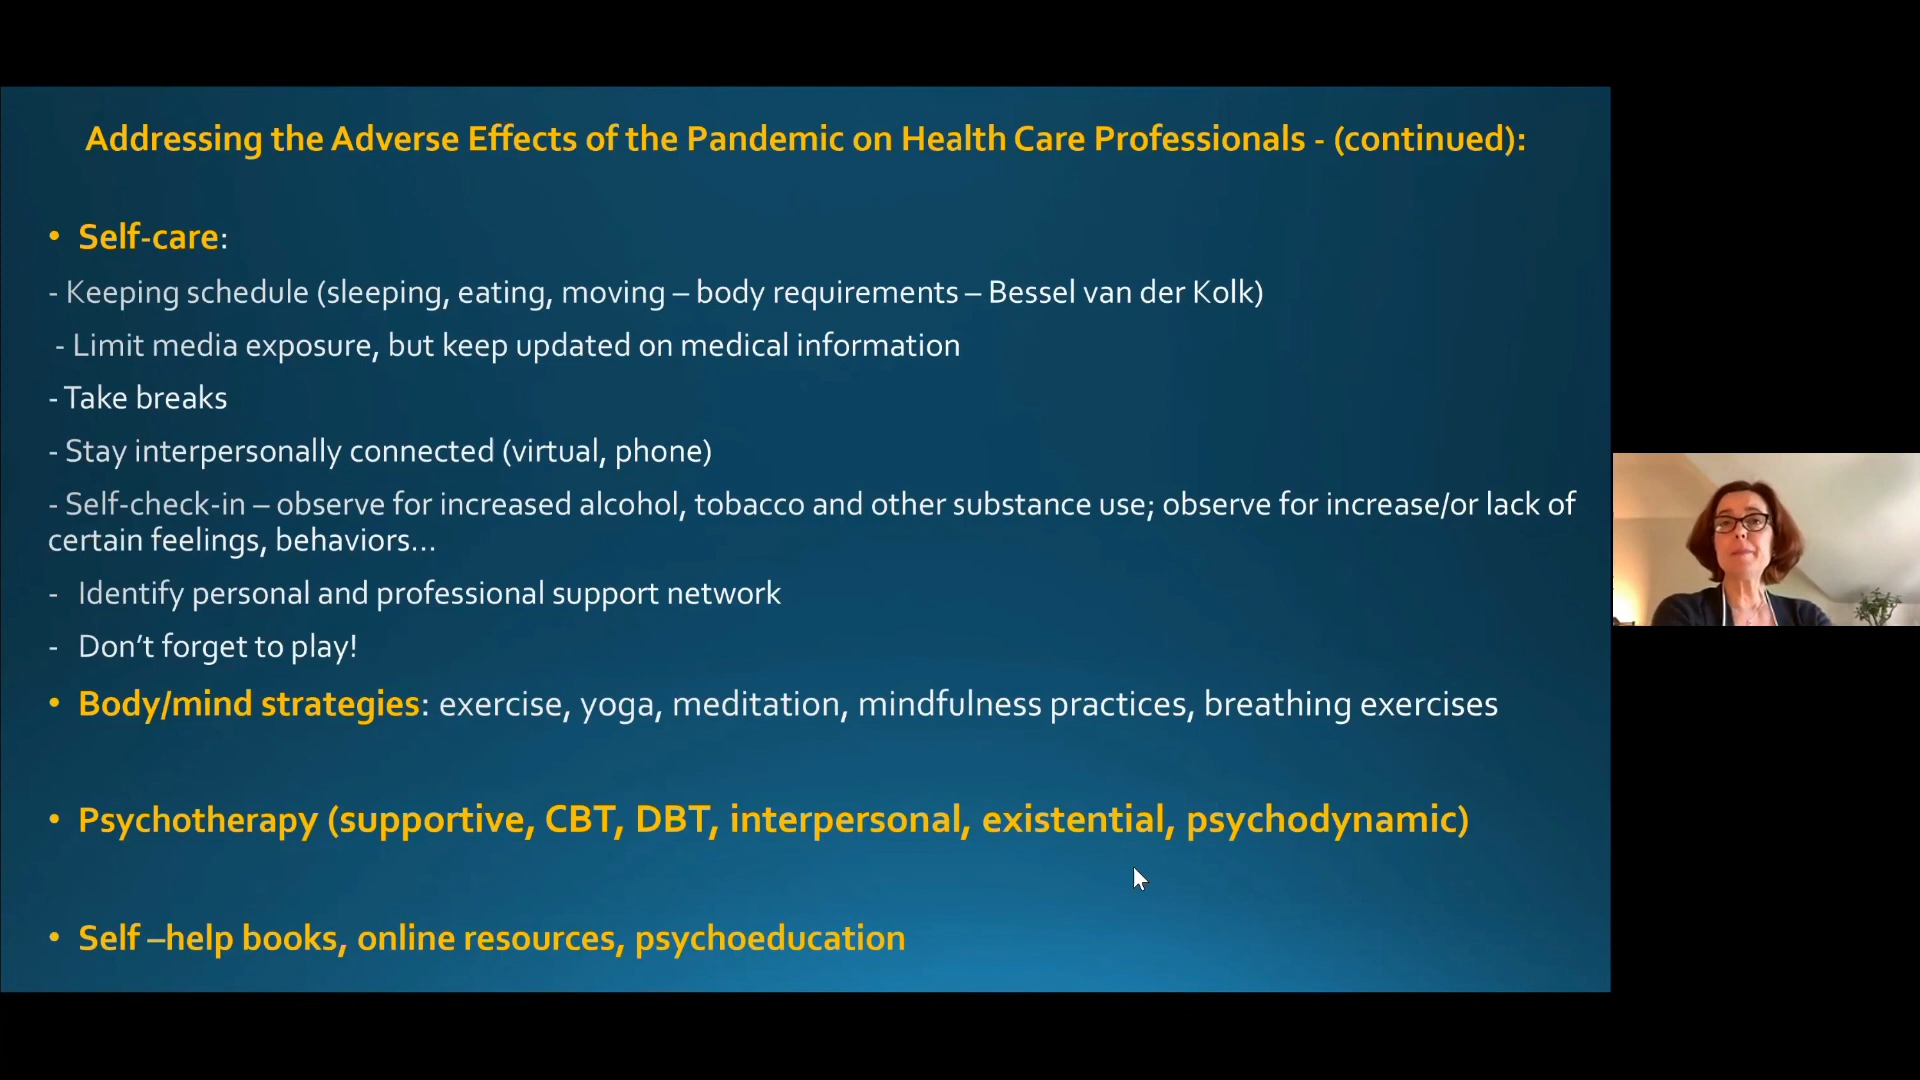 Addressing the Adverse Effects of the Pandemic on Health Care Professionals - (continued):
• Self-care:
- Keeping schedule (sleeping, eating, moving – body requirements – Bessel van der Kolk)
- Limit media exposure, but keep updated on medical information
- Take breaks
- Stay interpersonally connected (virtual, phone)
- Self-check-in – observe for increased alcohol, tobacco and other substance use; observe for increase/or lack of
certain feelings, behaviors...
- Identify personal and professional support network
- Don't forget to play!
• Body/mind strategies: exercise, yoga, meditation, mindfulness practices, breathing exercises
• Psychotherapy (supportive, CBT, DBT, interpersonal, existential, psychodynamic)
• Self –help books, online resources, psychoeducation